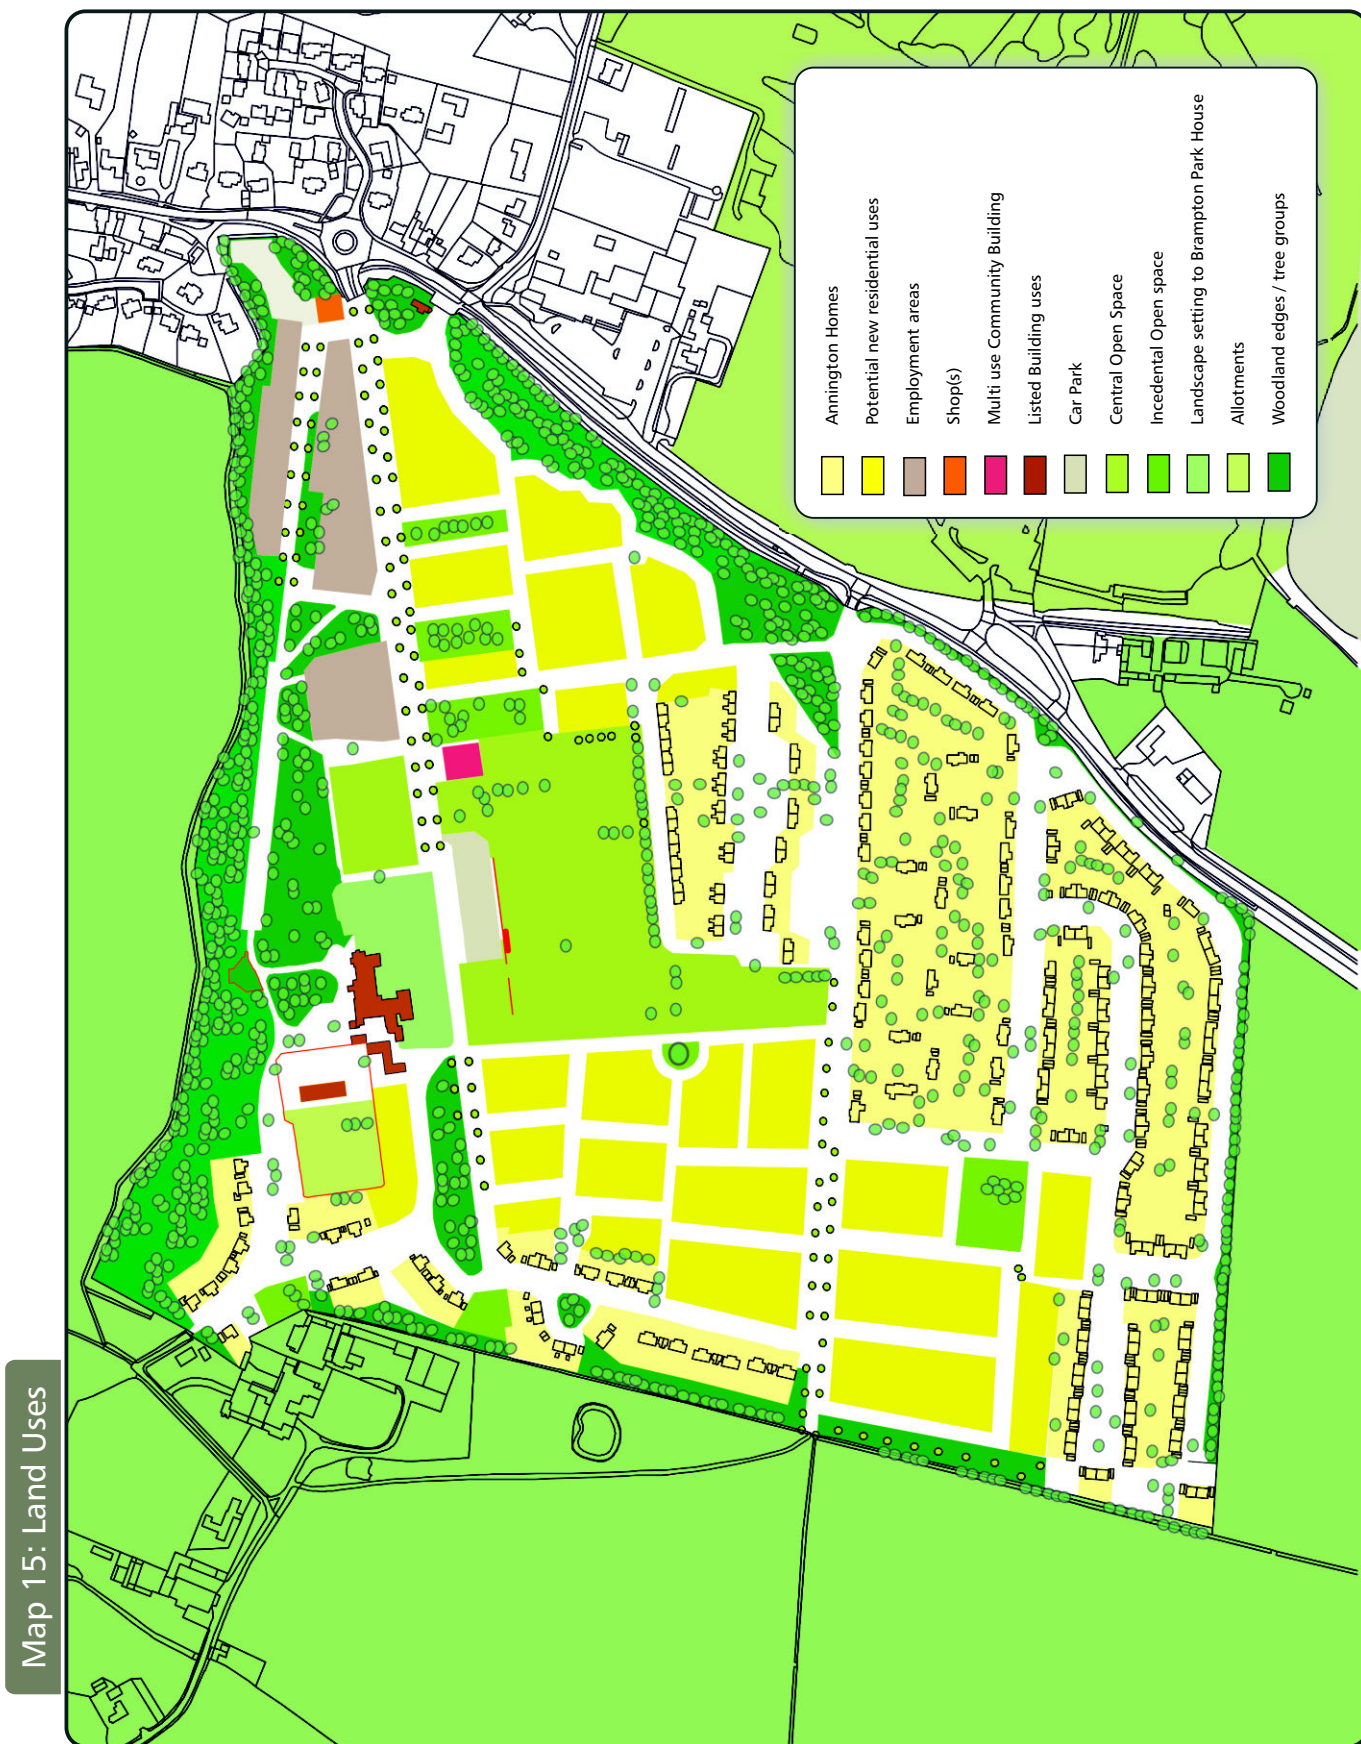 Map 15: Land Uses
Annington Homes
Potential new residential uses
Employment areas
Shop(s)
Multi use Community Building
Listed Building uses
Car Park
Central Open Space
Incedental Open space
Landscape setting to Brampton Park House
Allotments
Woodland edges / tree groups